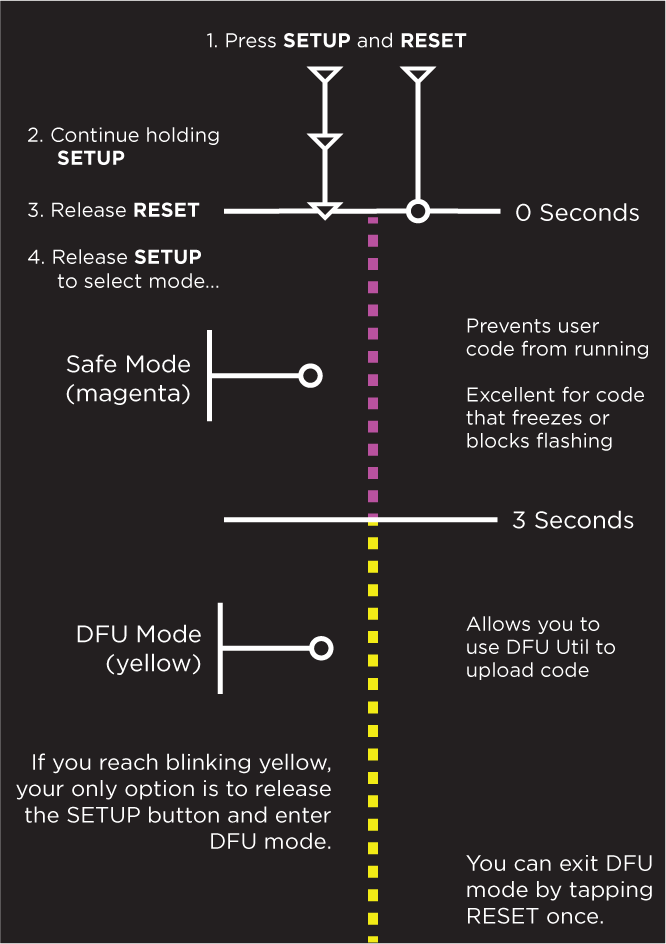 1. Press SETUP and RESET
2. Continue holding
SETUP
3. Release RESET
0 Seconds
4. Release SETUP
to select mode...
Safe Mode
(magenta)
Prevents user
code from running
Excellent for code
that freezes or
blocks flashing
3 Seconds
DFU Mode
(yellow)
Allows you to
use DFU Util to
upload code
If you reach blinking yellow,
your only option is to release
the SETUP button and enter
DFU mode.
You can exit DFU
mode by tapping
RESET once.